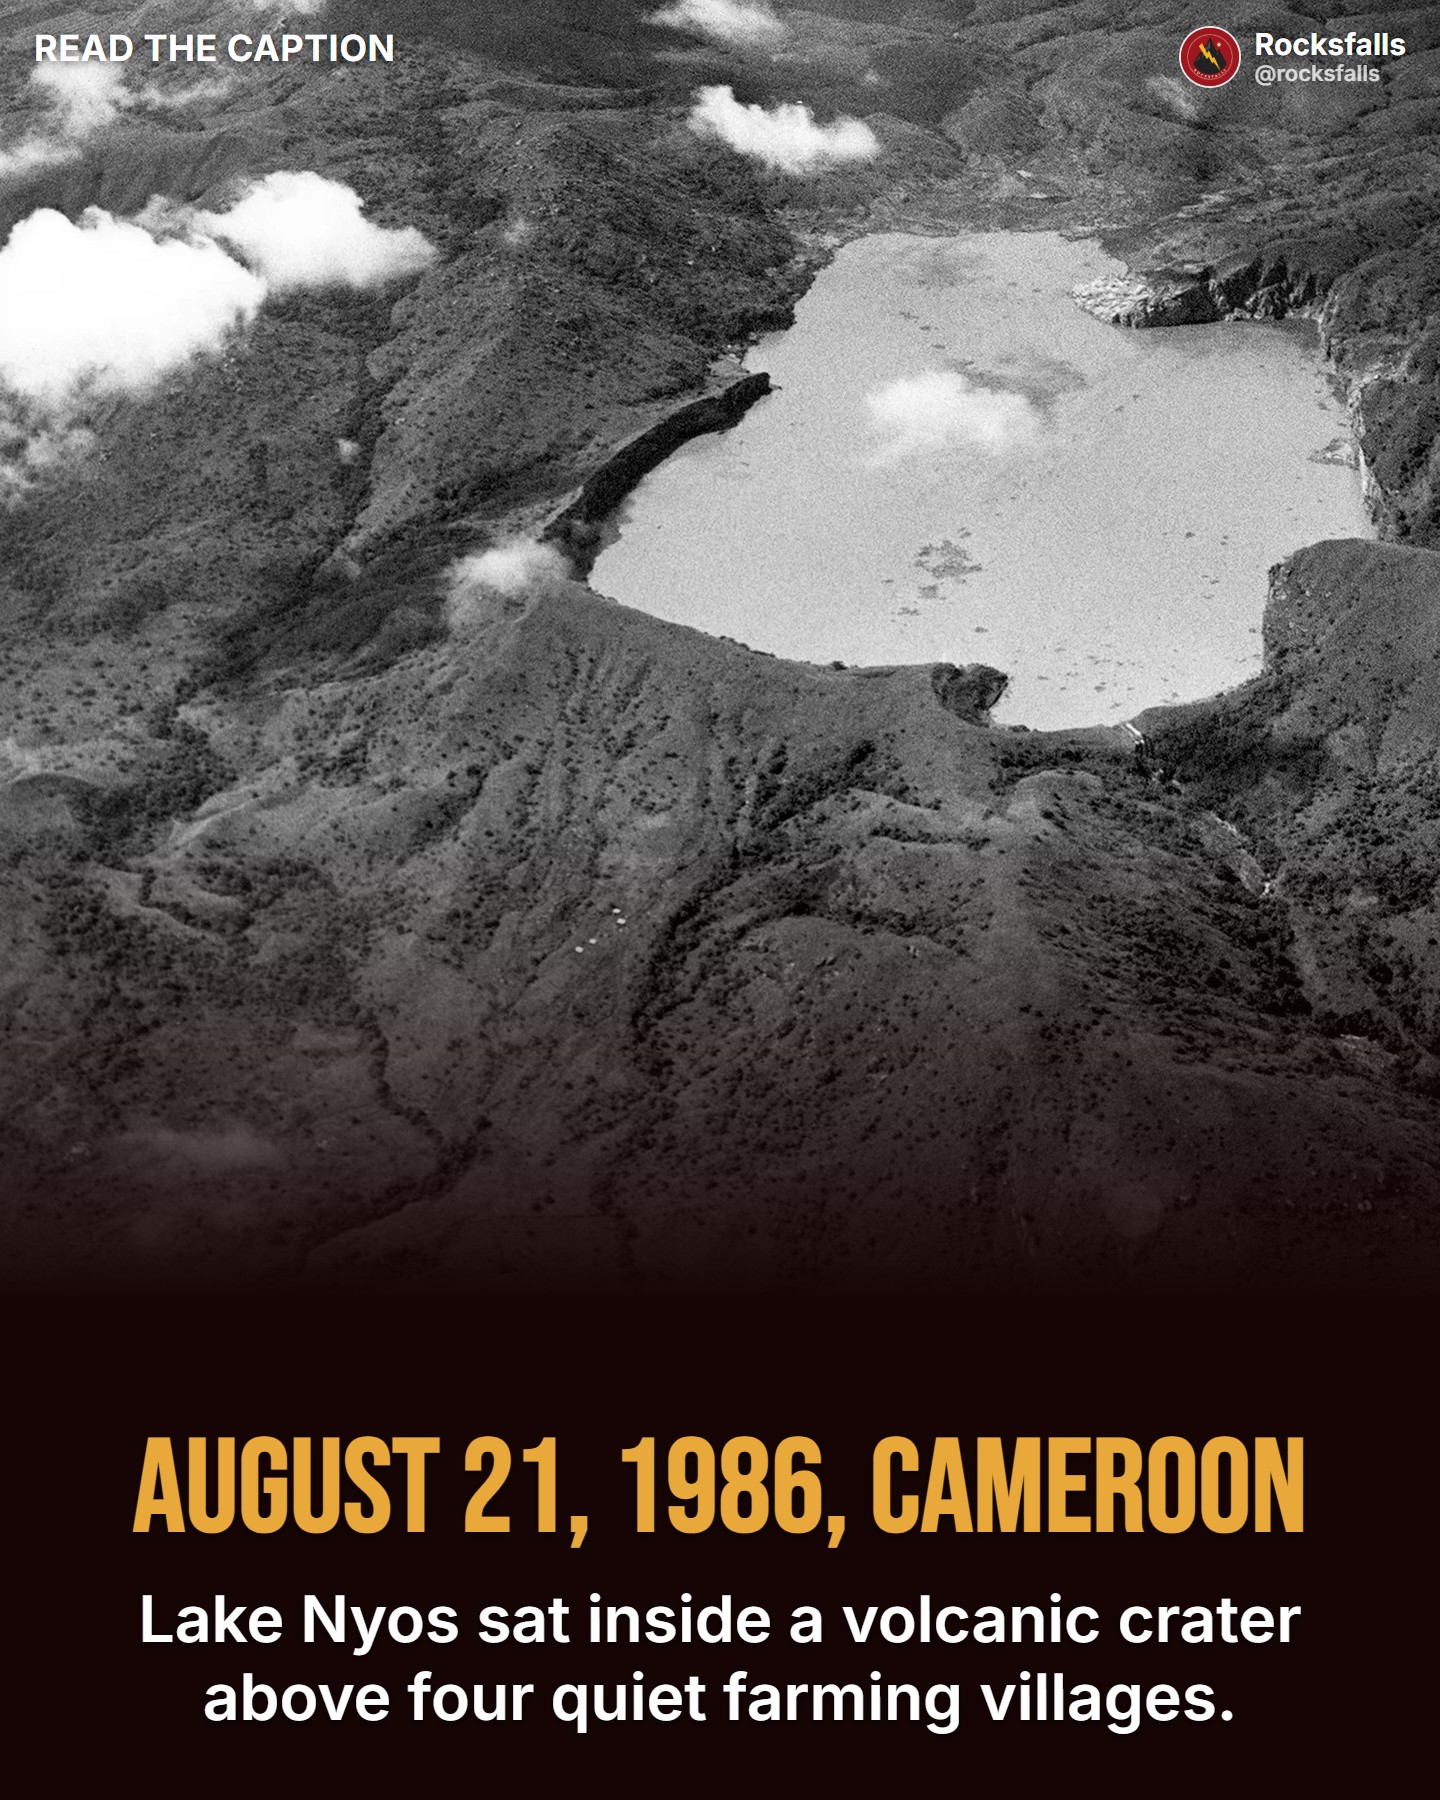 READ THE CAPTION
Rocksfalls
@rocksfalls
AUGUST 21, 1986, CAMEROON
Lake Nyos sat inside a volcanic crater
above four quiet farming villages.